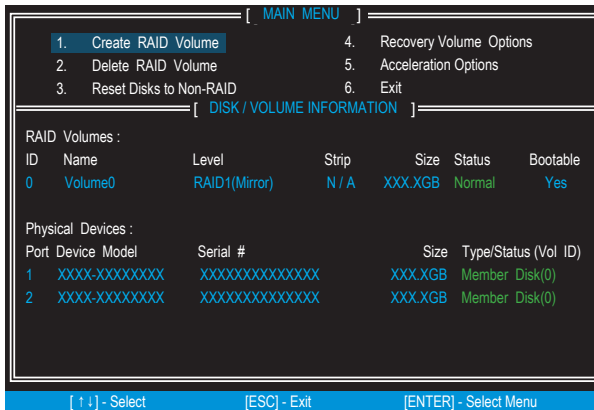 [ MAIN MENU ]
1. Create RAID Volume 4. Recovery Volume Options
2. Delete RAID Volume 5. Acceleration Options
3. Reset Disks to Non-RAID 6. Exit
[ DISK / VOLUME INFORMATION ]
RAID Volumes :
ID Name Level Strip Size Status Bootable
0 Volume0 RAID1(Mirror) N / A XXX.XGB Normal Yes
Physical Devices :
Port Device Model Serial # Size Type/Status (Vol ID)
1 XXXX-XXXXXXXX XXXXXXXXXXXXXX XXX.XGB Member Disk(0)
2 XXXX-XXXXXXXX XXXXXXXXXXXXXX XXX.XGB Member Disk(0)
[ ↑↓] - Select [ESC] - Exit [ENTER] - Select Menu